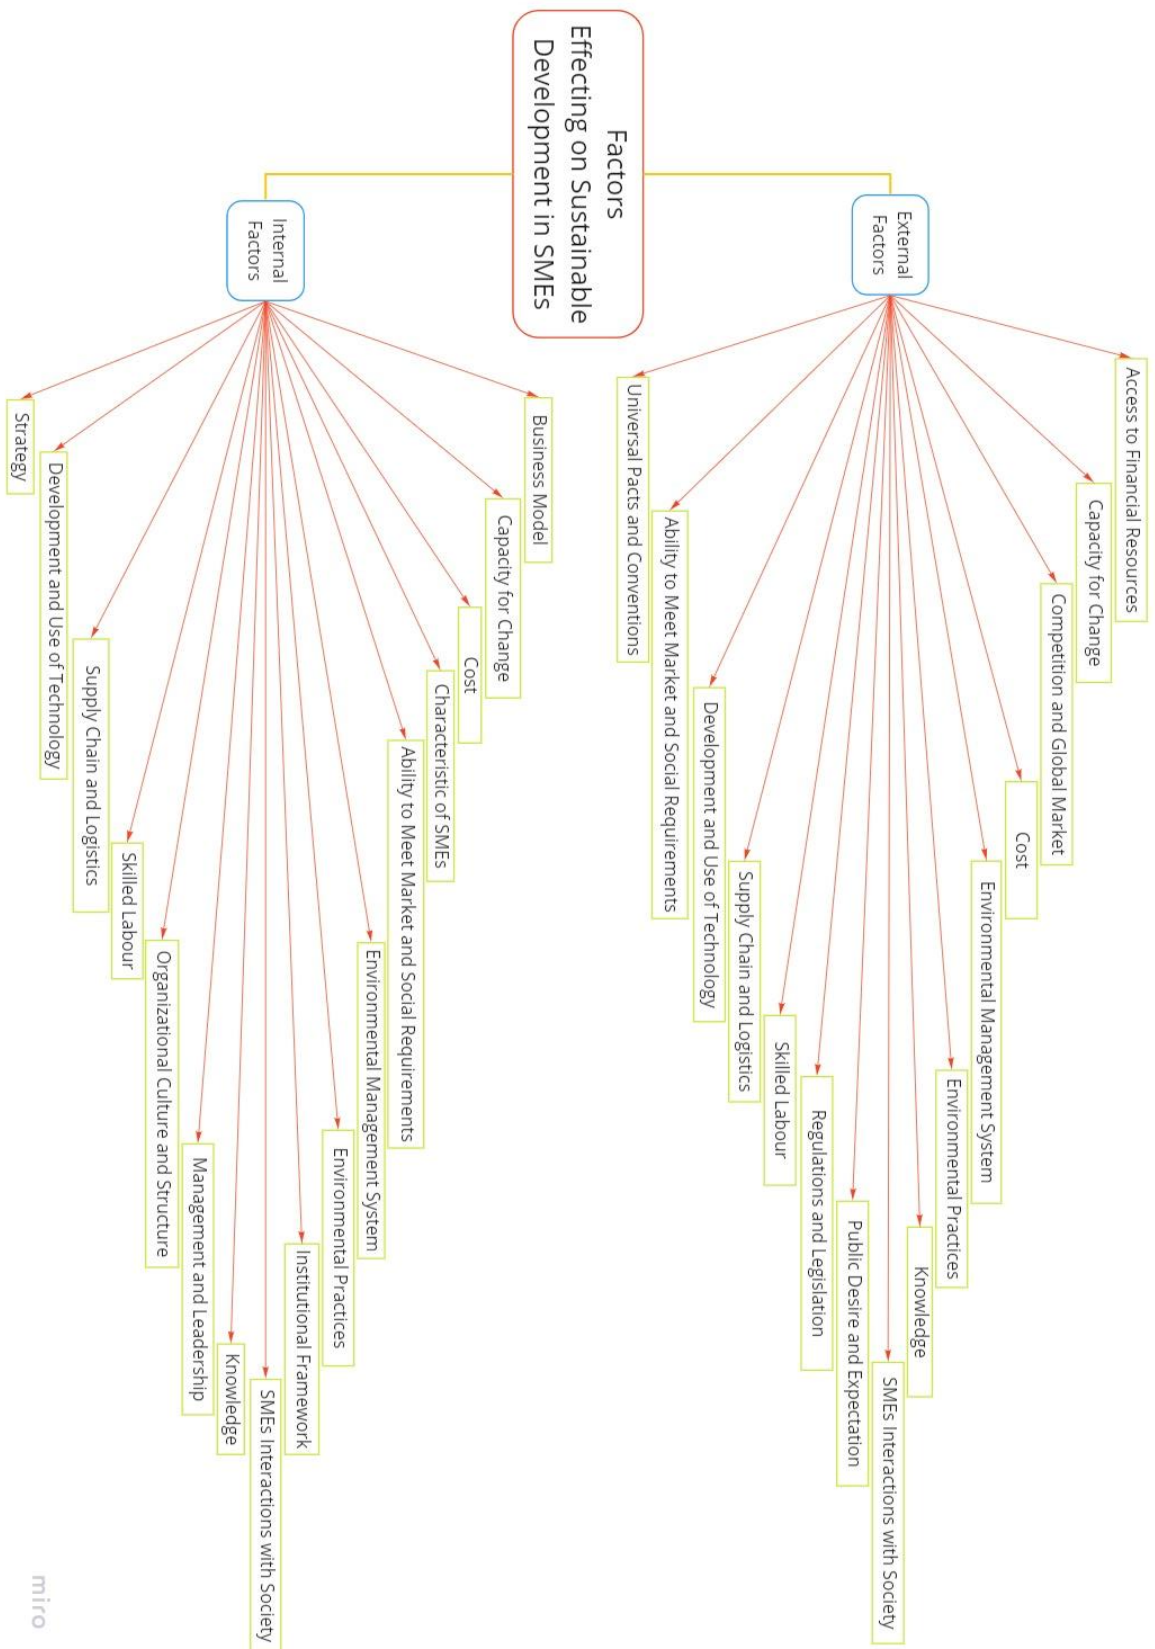 Factors
Effecting on Sustainable
Development in SMEs
External
Factors
Access to Financial Resources
Capacity for Change
Competition and Global Market
Cost
Environmental Management System
Environmental Practices
Knowledge
SMEs Interactions with Society
Public Desire and Expectation
Regulations and Legislation
Skilled Labour
Supply Chain and Logistics
Development and Use of Technology
Ability to Meet Market and Social Requirements
Universal Pacts and Conventions
Internal
Factors
Business Model
Capacity for Change
Cost
Characteristic of SMEs
Ability to Meet Market and Social Requirements
Environmental Management System
Environmental Practices
Institutional Framework
SMEs Interactions with Society
Knowledge
Management and Leadership
Organizational Culture and Structure
Skilled Labour
Supply Chain and Logistics
Development and Use of Technology
Strategy
miro